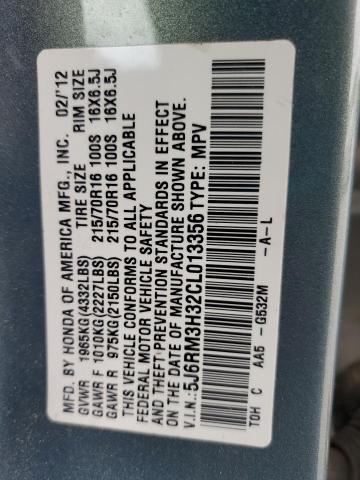 MFD. BY HONDA OF AMERICA MFG., INC. 02/'12
TIRE SIZE RIM SIZE
GVWR 1965KG(4332LBS)
GAWR F 1010KG(2227LBS) 215/70R16 100S 16X6.5J
GAWR R 975KG(2150LBS) 215/70R16 100S 16X6.5J
THIS VEHICLE CONFORMS TO ALL APPLICABLE
FEDERAL MOTOR VEHICLE SAFETY
AND THEFT PREVENTION STANDARDS IN EFFECT
ON THE DATE OF MANUFACTURE SHOWN ABOVE.
V.I.N.:5J6RM3H32CL013356 TYPE: MPV
TOH C AA5 - G532M -A-L